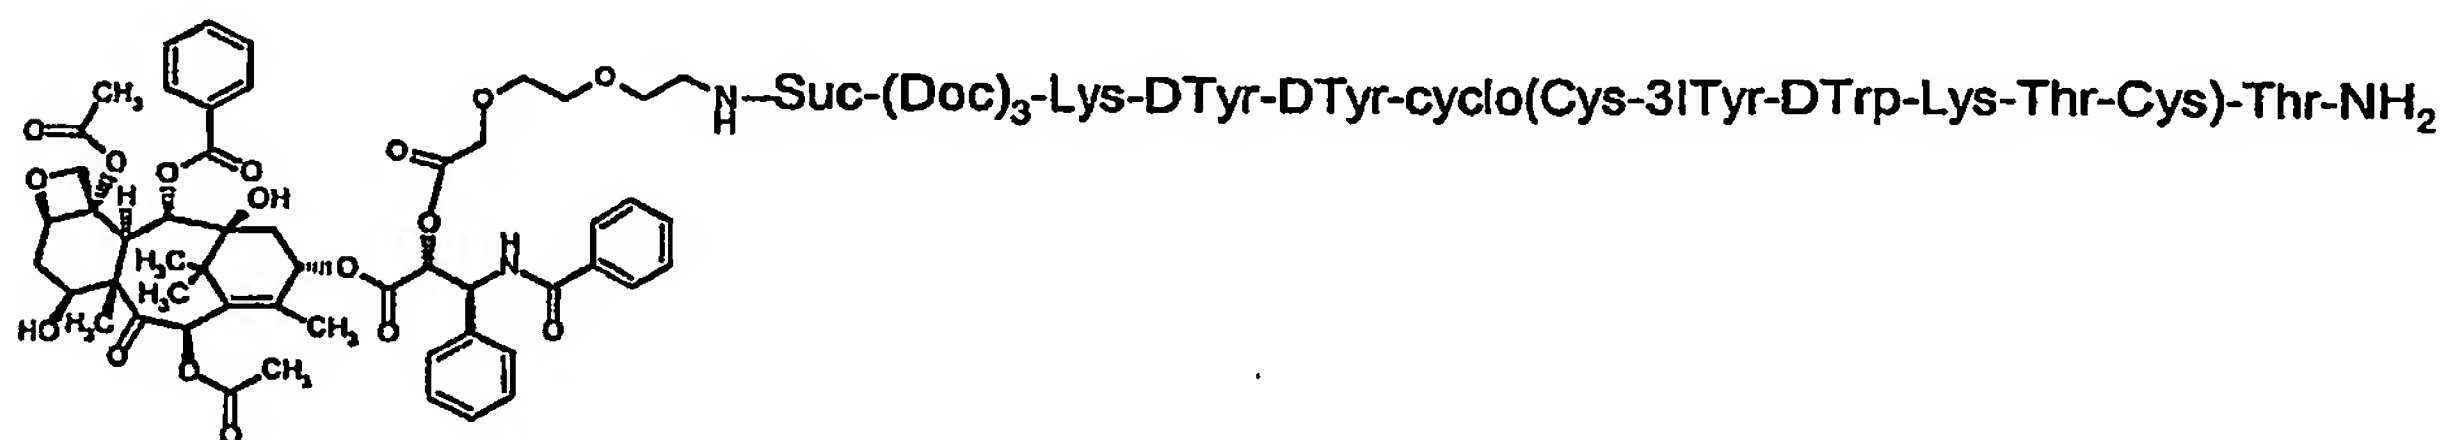 O
CH₃ O N-Suc-(Doc)₃-Lys-DTyr-DTyr-cyclo(Cys-3ITyr-DTrp-Lys-Thr-Cys)-Thr-NH₂
H
O O O
O O O
O H OH
O
H₃C O H N
H₃C
HO H₃C CH₃ O O
O
O CH₃
O